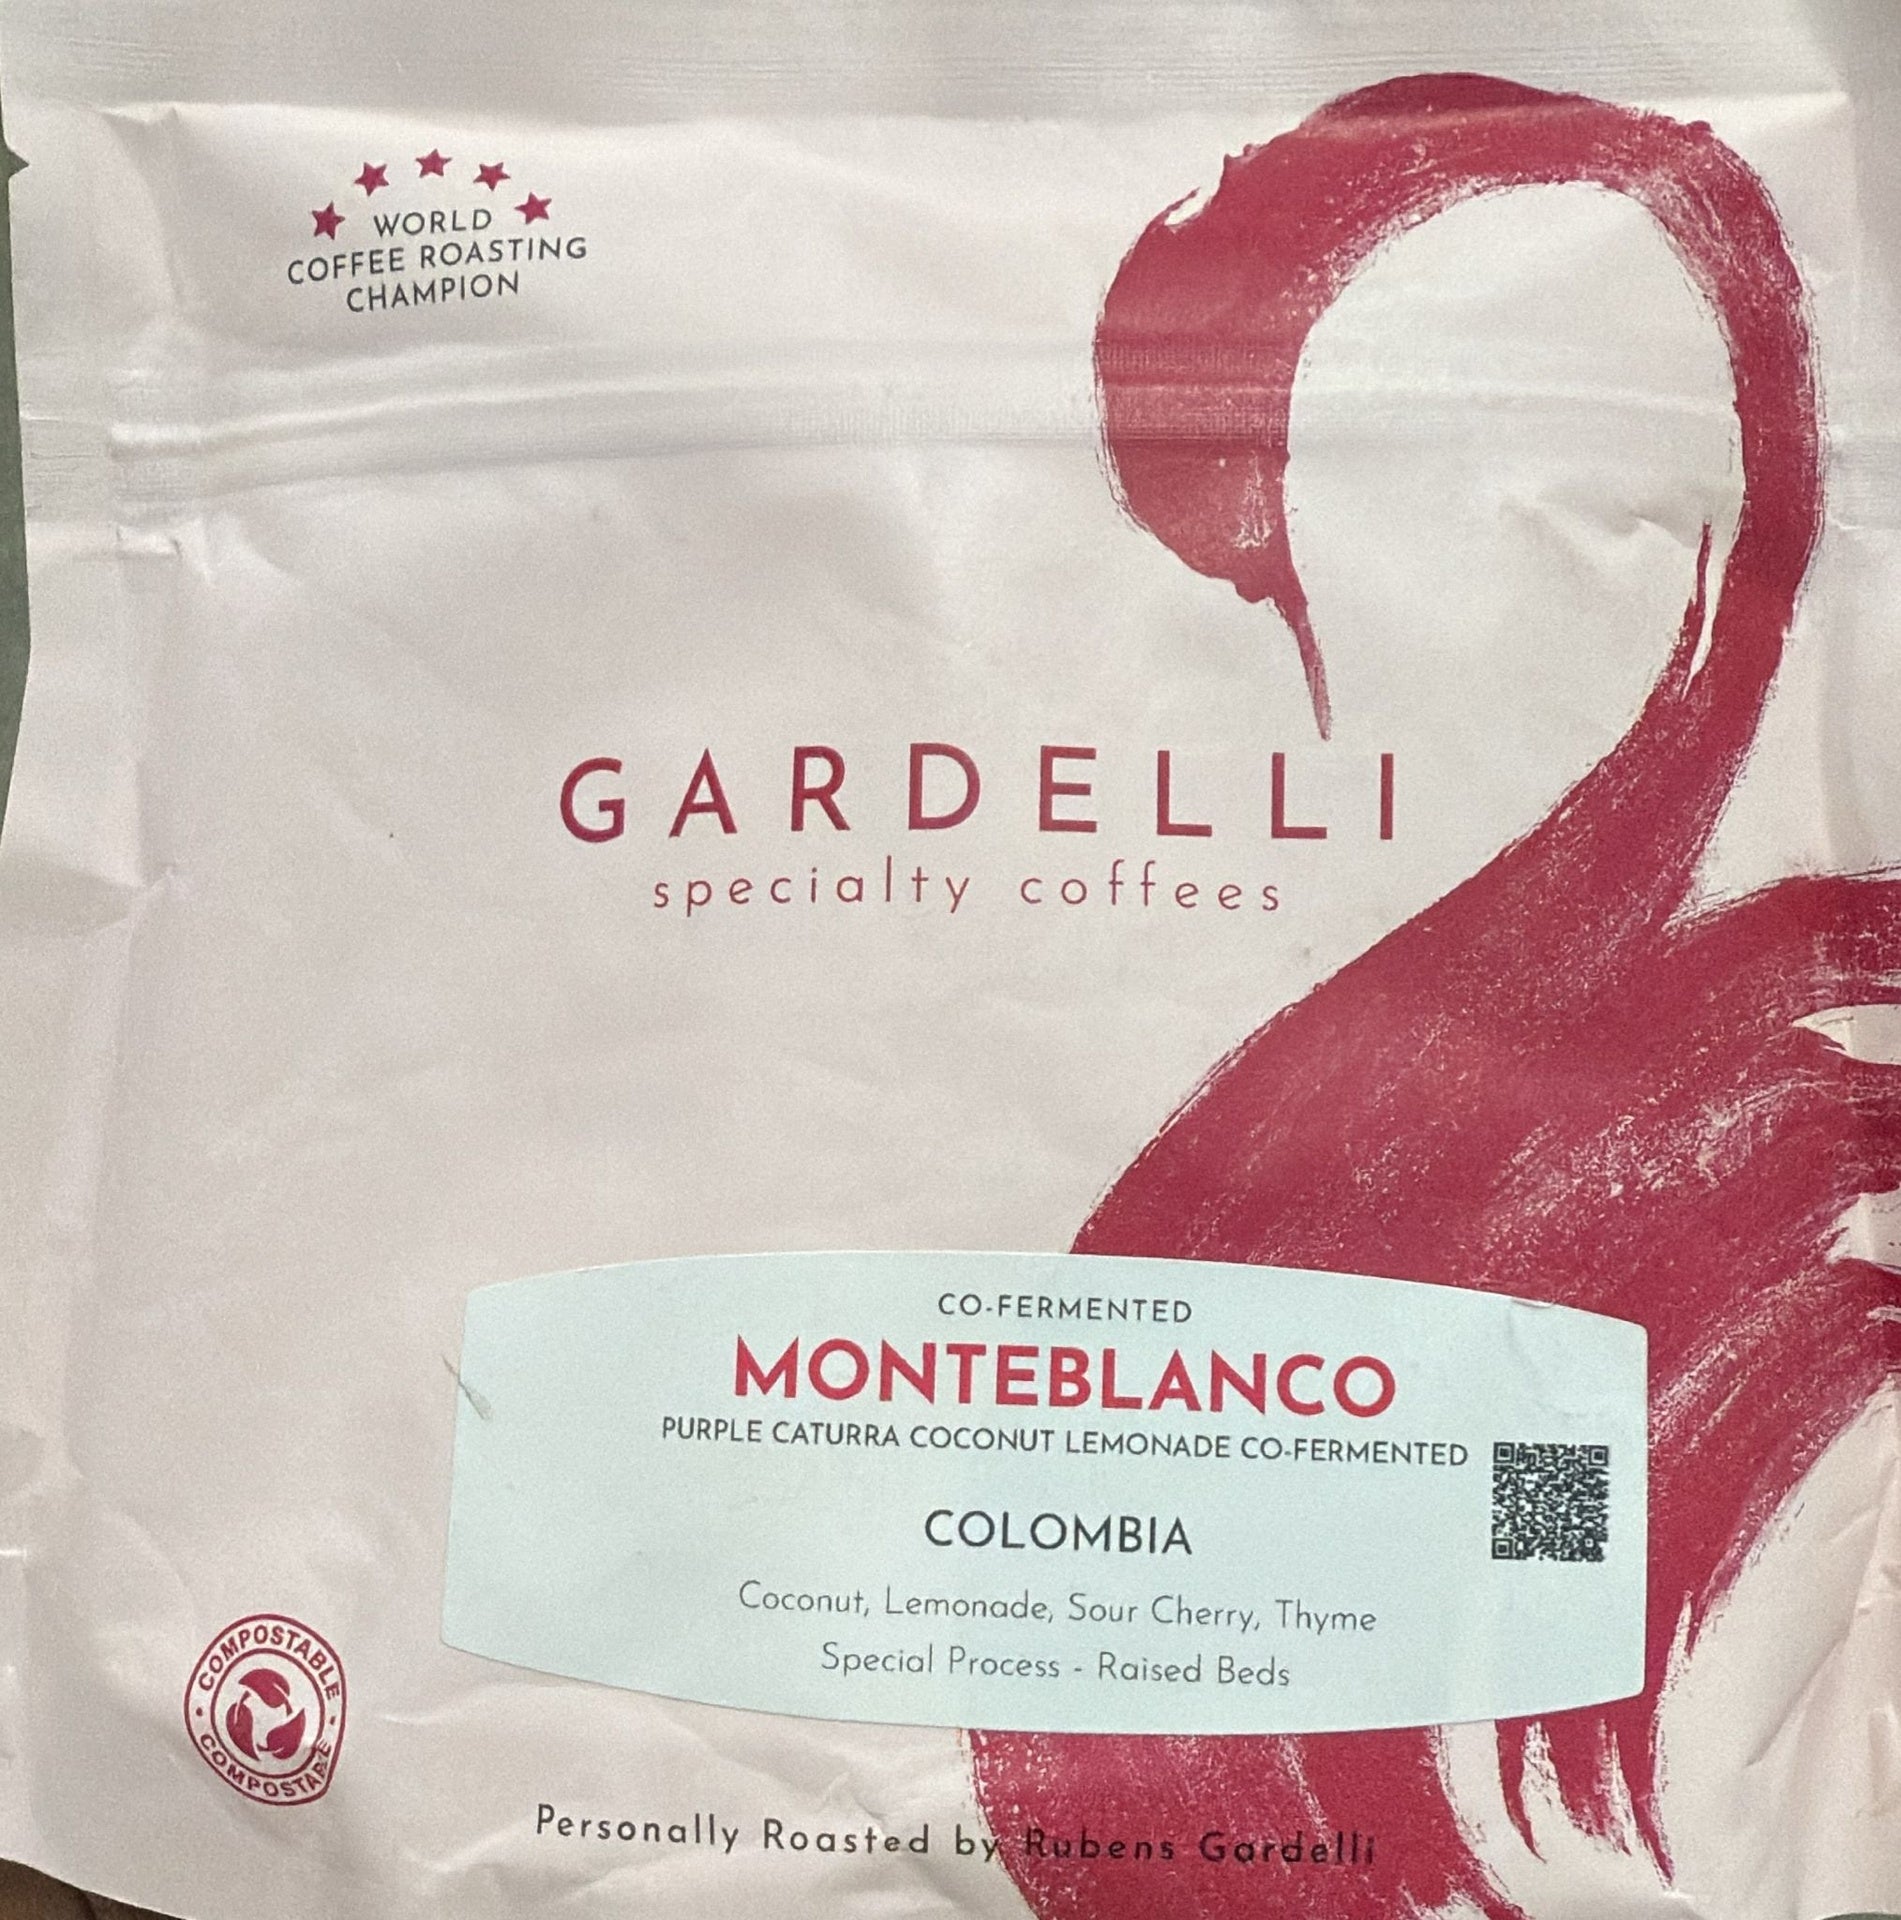 WORLD
COFFEE ROASTING
CHAMPION
GARDELLI
specialty coffees
CO-FERMENTED
MONTEBLANCO
PURPLE CATURRA COCONUT LEMONADE CO-FERMENTED
COLOMBIA
Coconut, Lemonade, Sour Cherry, Thyme
Special Process - Raised Beds
COMPOSTABLE
COMPOSTABLE
Personally Roasted by Rubens Gardelli